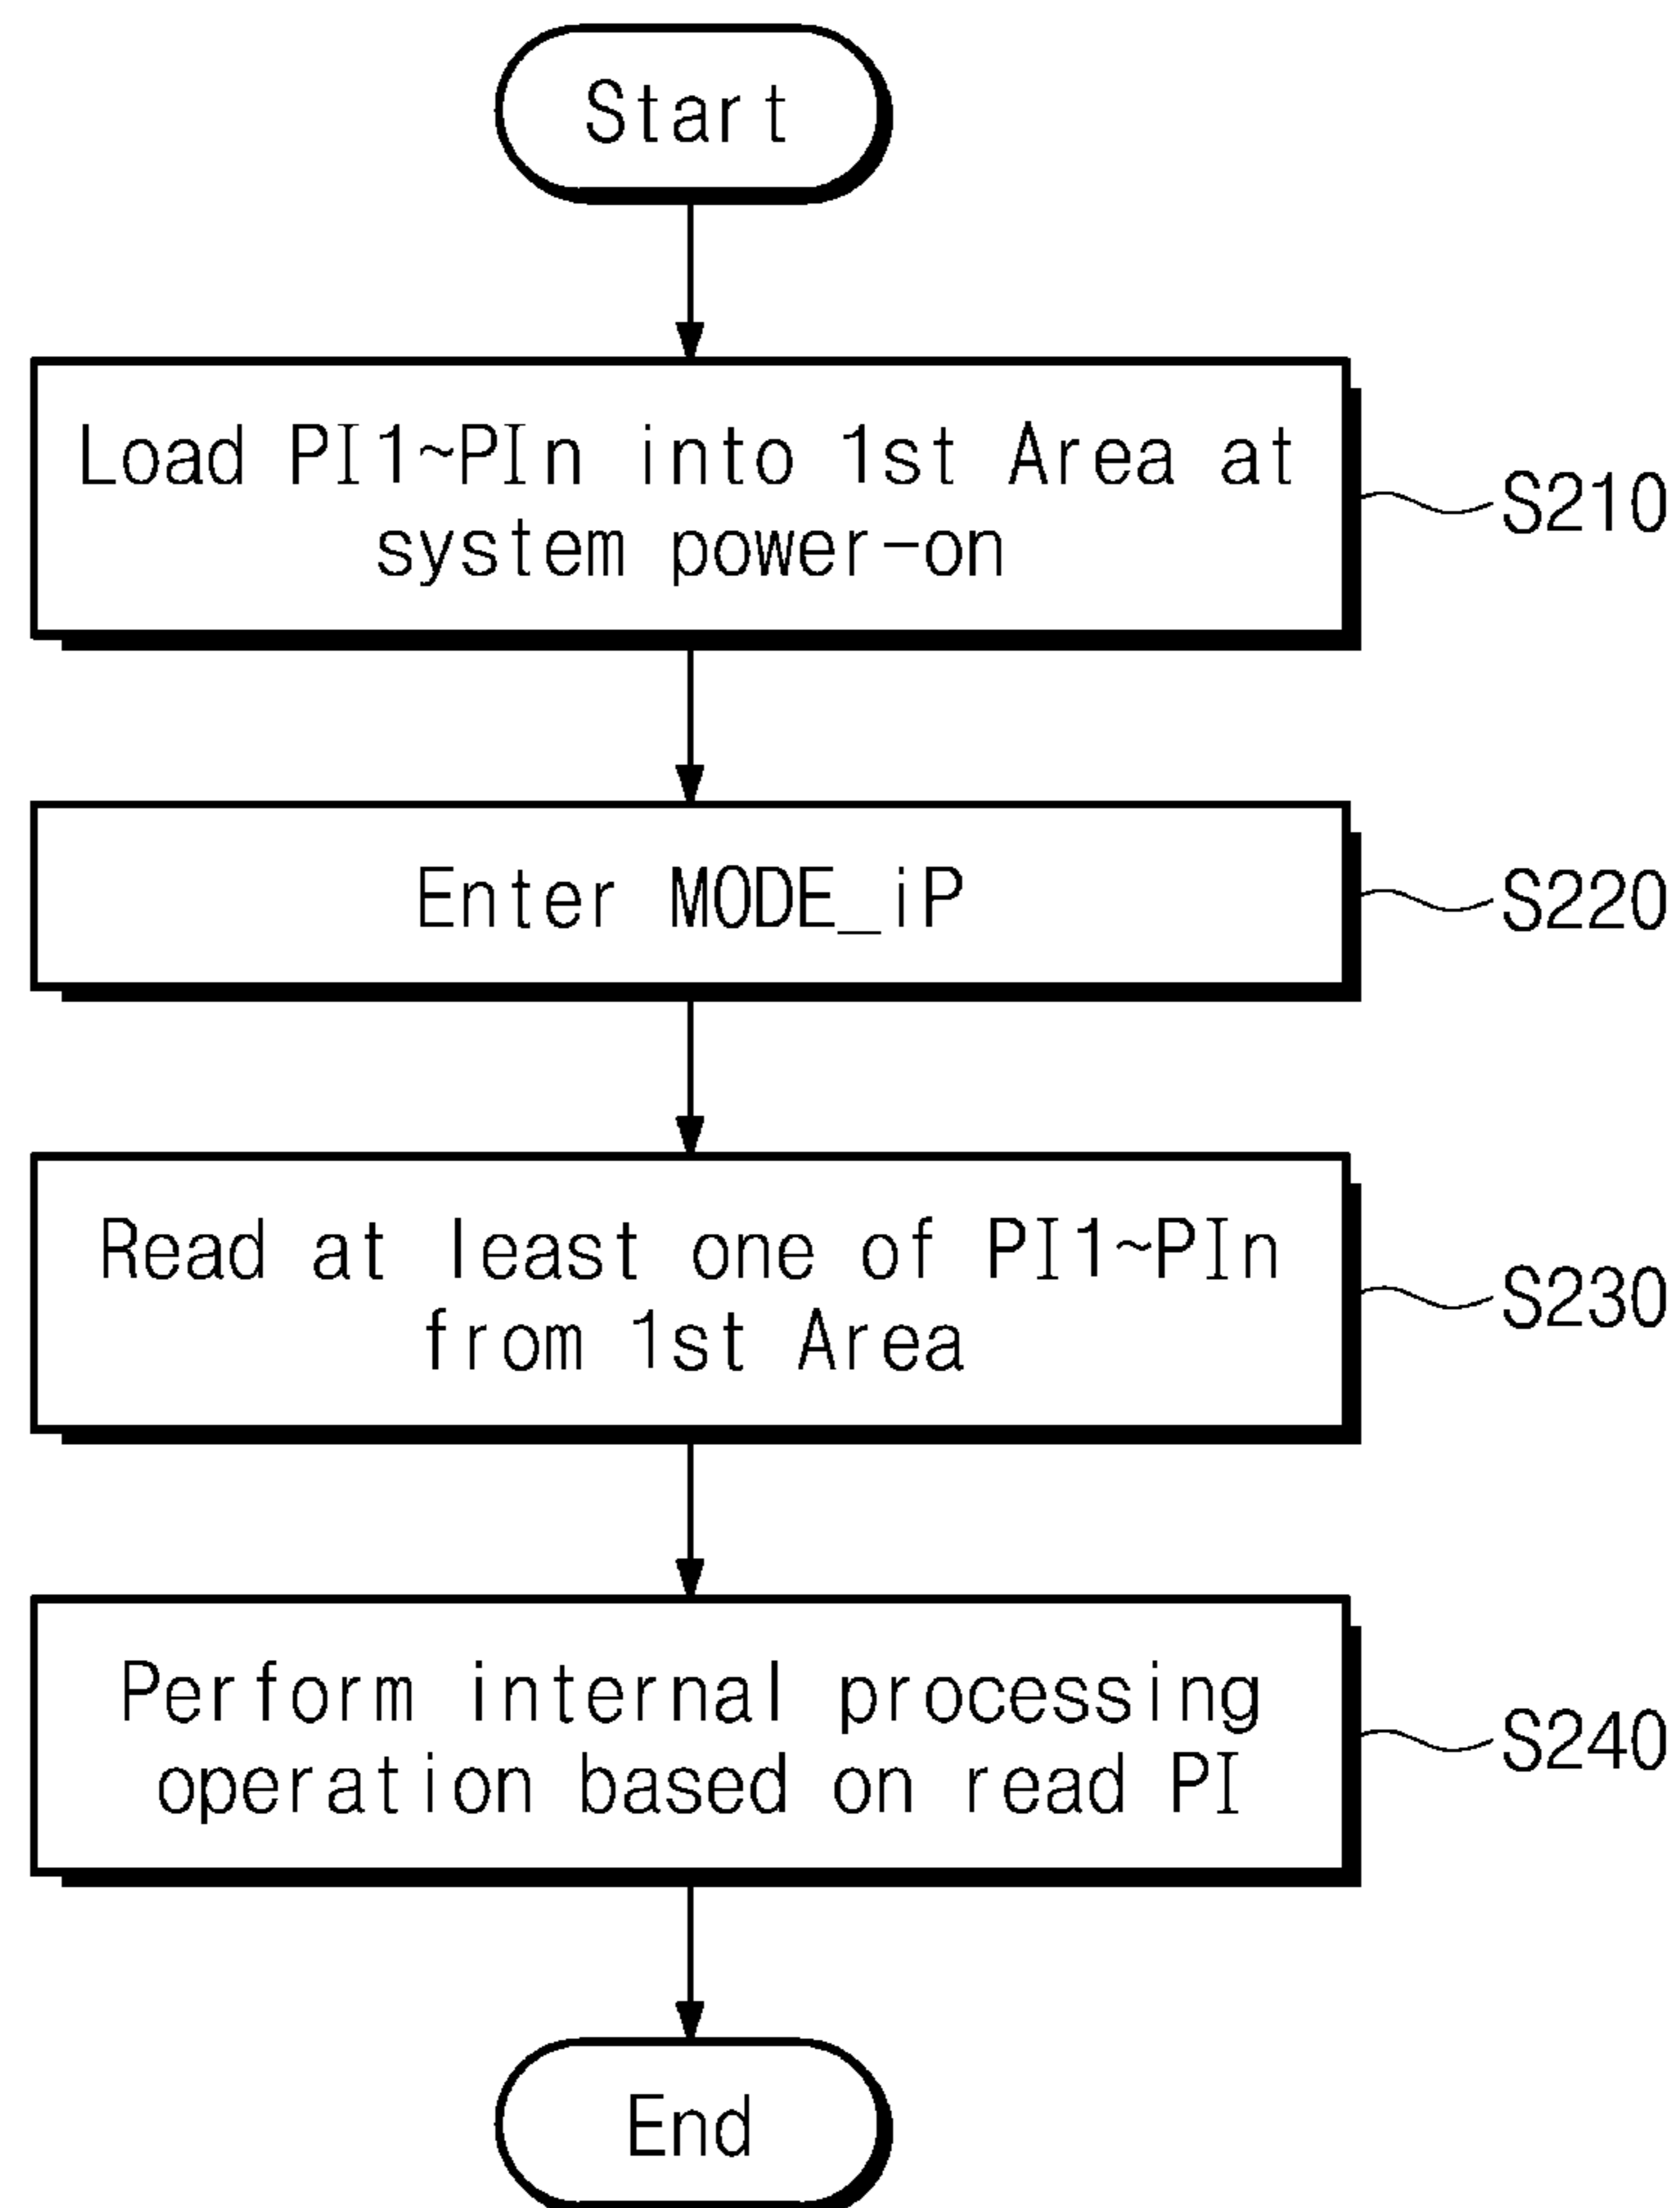 Start
Load PI1~PIn into 1st Area at
system power-on
S210
Enter MODE_iP
S220
Read at least one of PI1~PIn
from 1st Area
S230
Perform internal processing
operation based on read PI
S240
End